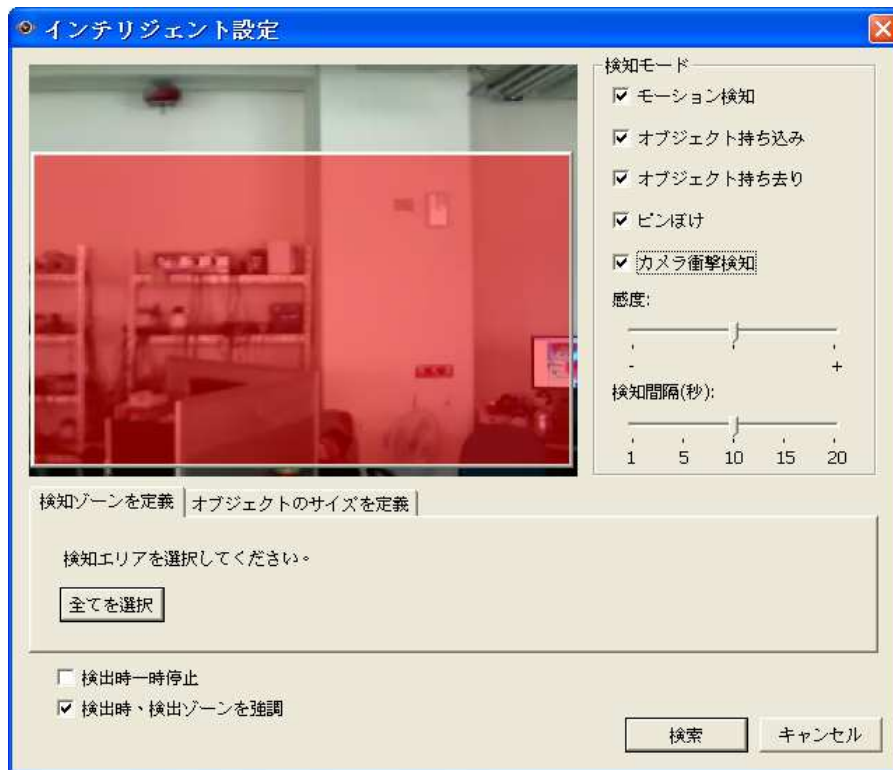 インテリジェント設定
検知モード
モーション検知
オブジェクト持ち込み
オブジェクト持ち去り
ピンぼけ
カメラ衝撃検知
感度:
- +
検知間隔(秒):
1 5 10 15 20
検知ゾーンを定義 オブジェクトのサイズを定義
検知エリアを選択してください。
全てを選択
検出時一時停止
検出時、検出ゾーンを強調
検索 キャンセル